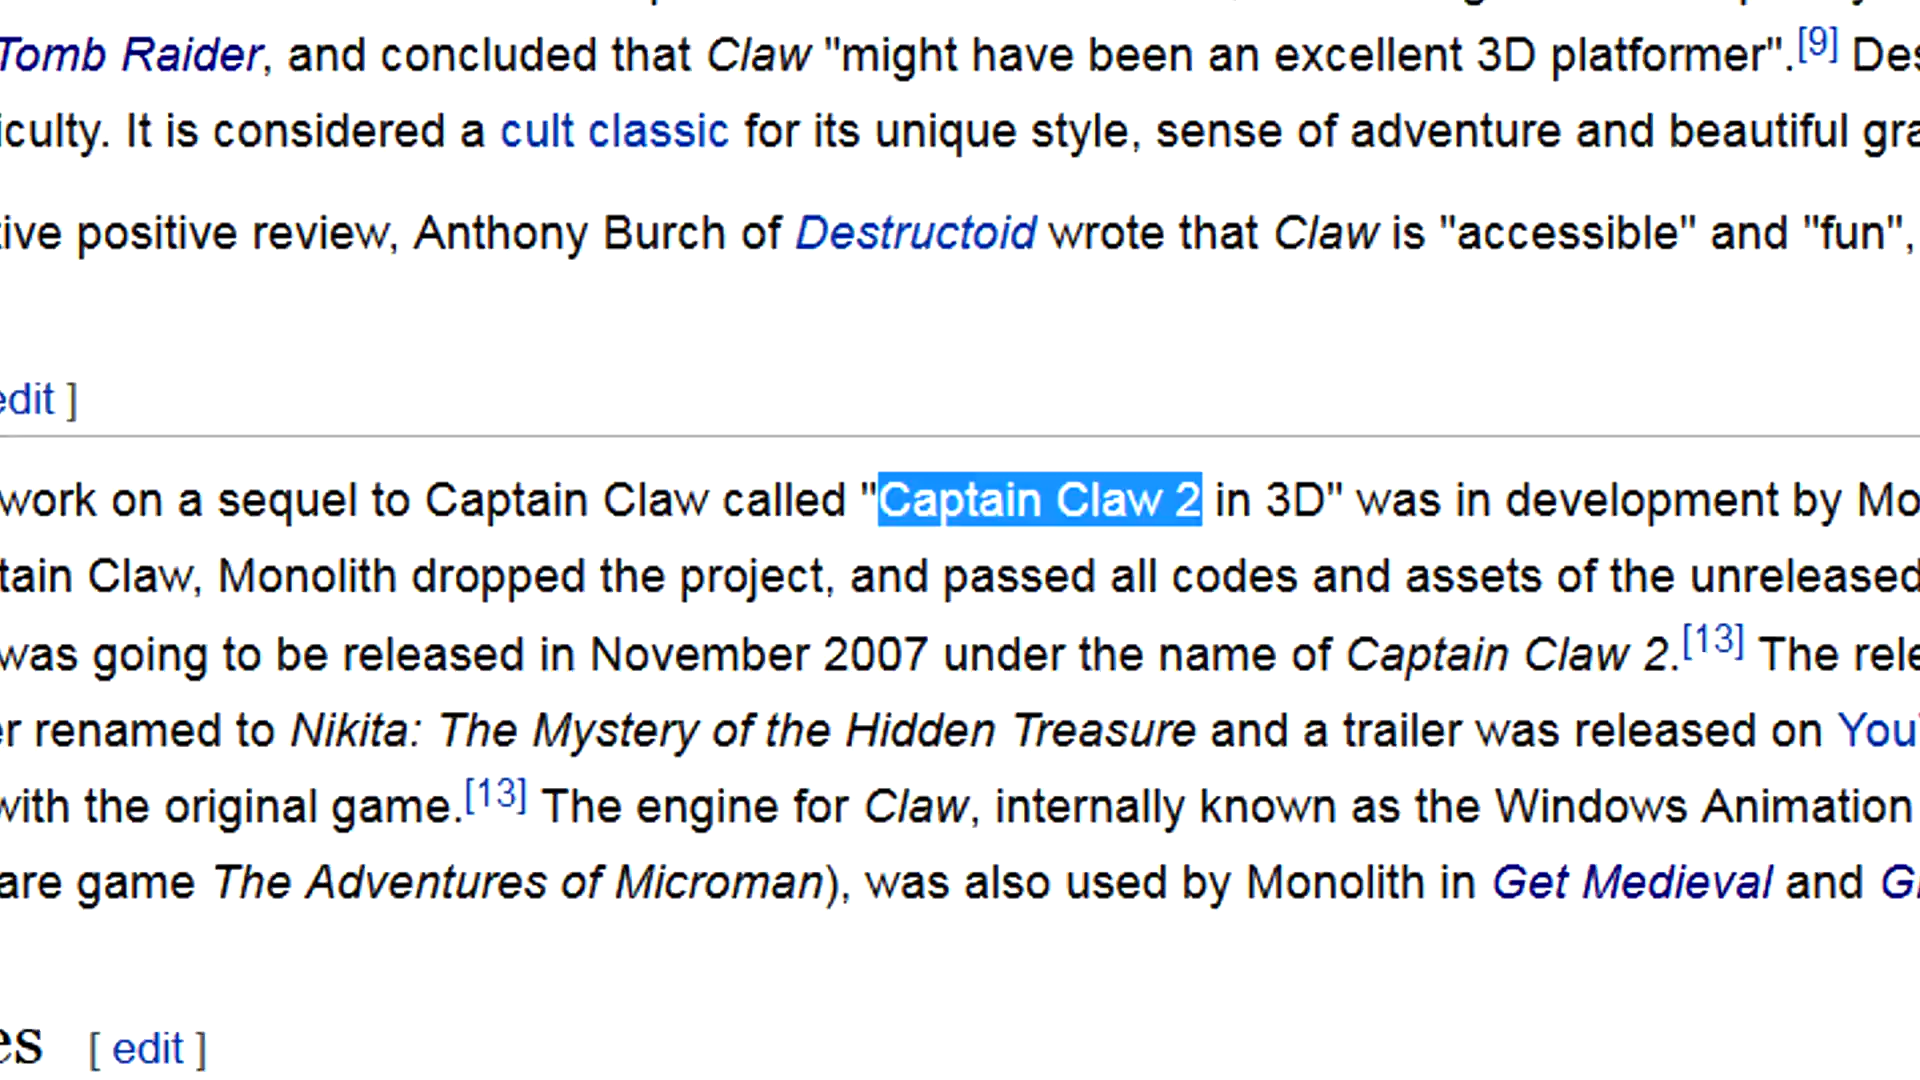 Tomb Raider, and concluded that Claw "might have been an excellent 3D platformer".[9] Des
iculty. It is considered a cult classic for its unique style, sense of adventure and beautiful gra
tive positive review, Anthony Burch of Destructoid wrote that Claw is "accessible" and "fun",
edit ]
work on a sequel to Captain Claw called "Captain Claw 2 in 3D" was in development by Mo
tain Claw, Monolith dropped the project, and passed all codes and assets of the unreleased
was going to be released in November 2007 under the name of Captain Claw 2.[13] The rele
er renamed to Nikita: The Mystery of the Hidden Treasure and a trailer was released on You
with the original game.[13] The engine for Claw, internally known as the Windows Animation
are game The Adventures of Microman), was also used by Monolith in Get Medieval and G
es [ edit ]